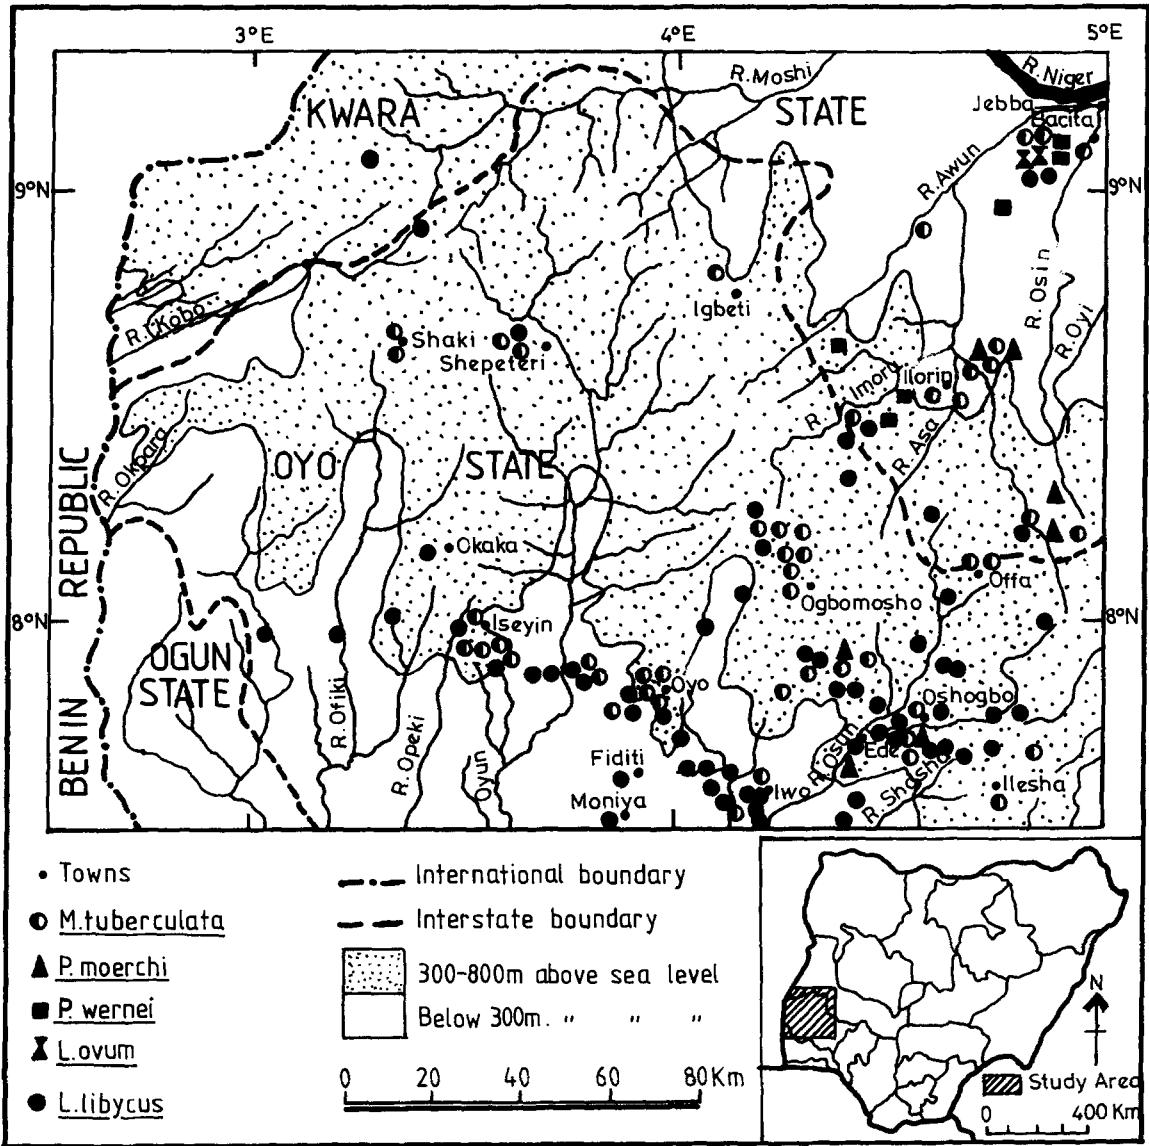 3°E
4°E
5°E
R.Moshi
R.Niger
KWARA
STATE
Jebba
Bacita
9°N
9°N
R.Awun
R.Osin
R.Oyi
R.I.Kobo
Igbeti
Shaki
Shepeteri
R. Imoru
Ilorin
R. Asa
R. Okpara
OYO
STATE
REPUBLIC
Okaka
Offa
Ogbomosho
8°N
8°N
Iseyin
OGUN
STATE
BENIN
Oyo
Oshogbo
R. Ofiki
R. Opeki
Oyun
R.Osun
Ede
R. Shasha
Fiditi
Moniya
Iwo
Ilesha
Towns
M.tuberculata
P. moerchi
P. wernei
L.ovum
L.libycus
International boundary
Interstate boundary
300-800m above sea level
Below 300m. " " "
0 20 40 60 80Km
N
Study Area
0 400Km